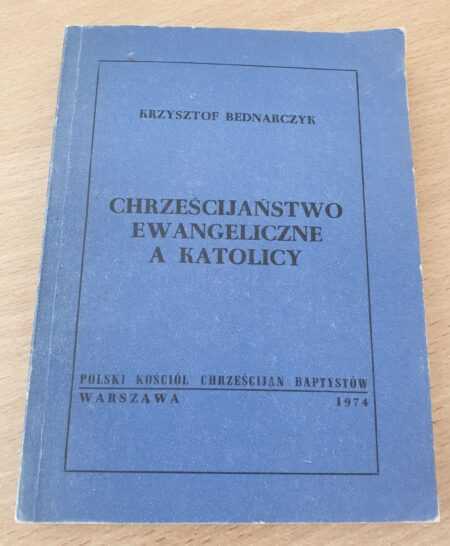 KRZYSZTOF BEDNARCZYK
CHRZEŚCIJAŃSTWO
EWANGELICZNE
A KATOLICY
POLSKI KOŚCIÓŁ CHRZEŚCIJAN BAPTYSTÓW
WARSZAWA 1974